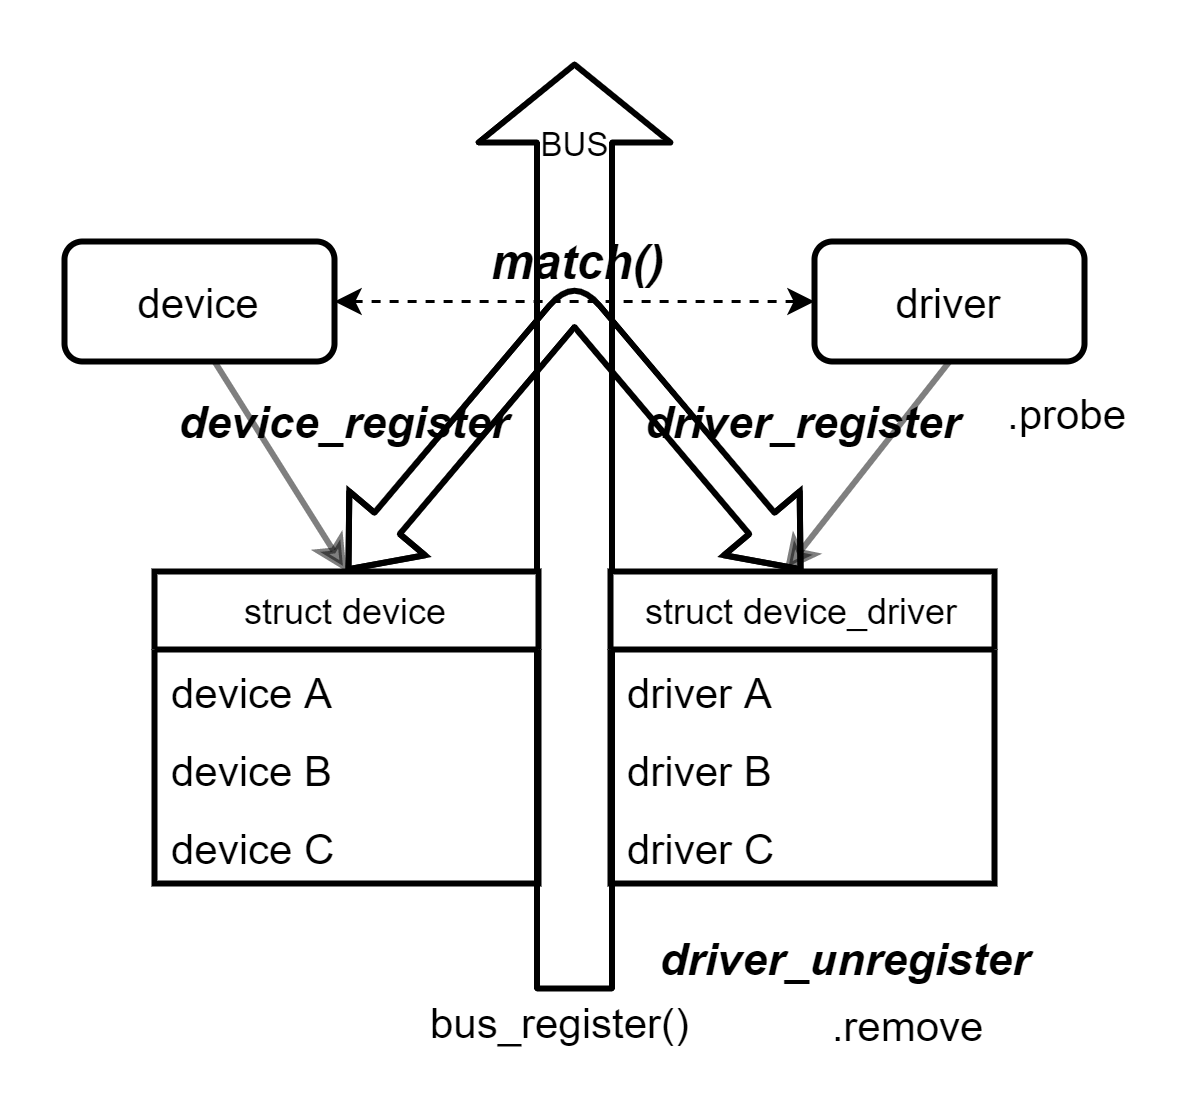 BUS
match()
device
driver
device_register
driver_register
.probe
struct device
struct device_driver
device A
driver A
device B
driver B
device C
driver C
driver_unregister
bus_register()
.remove